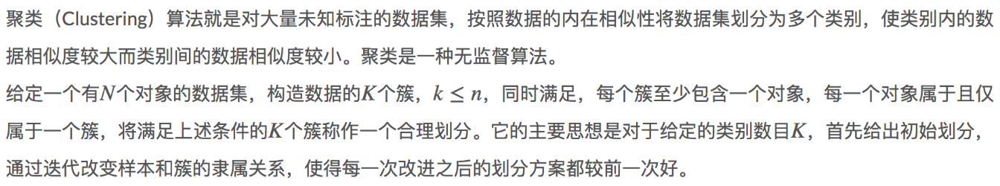 聚类（Clustering）算法就是对大量未知标注的数据集，按照数据的内在相似性将数据集划分为多个类别，使类别内的数
据相似度较大而类别间的数据相似度较小。聚类是一种无监督算法。
给定一个有N个对象的数据集，构造数据的K个簇，k ≤ n，同时满足，每个簇至少包含一个对象，每一个对象属于且仅
属于一个簇，将满足上述条件的K个簇称作一个合理划分。它的主要思想是对于给定的类别数目K，首先给出初始划分，
通过迭代改变样本和簇的隶属关系，使得每一次改进之后的划分方案都较前一次好。